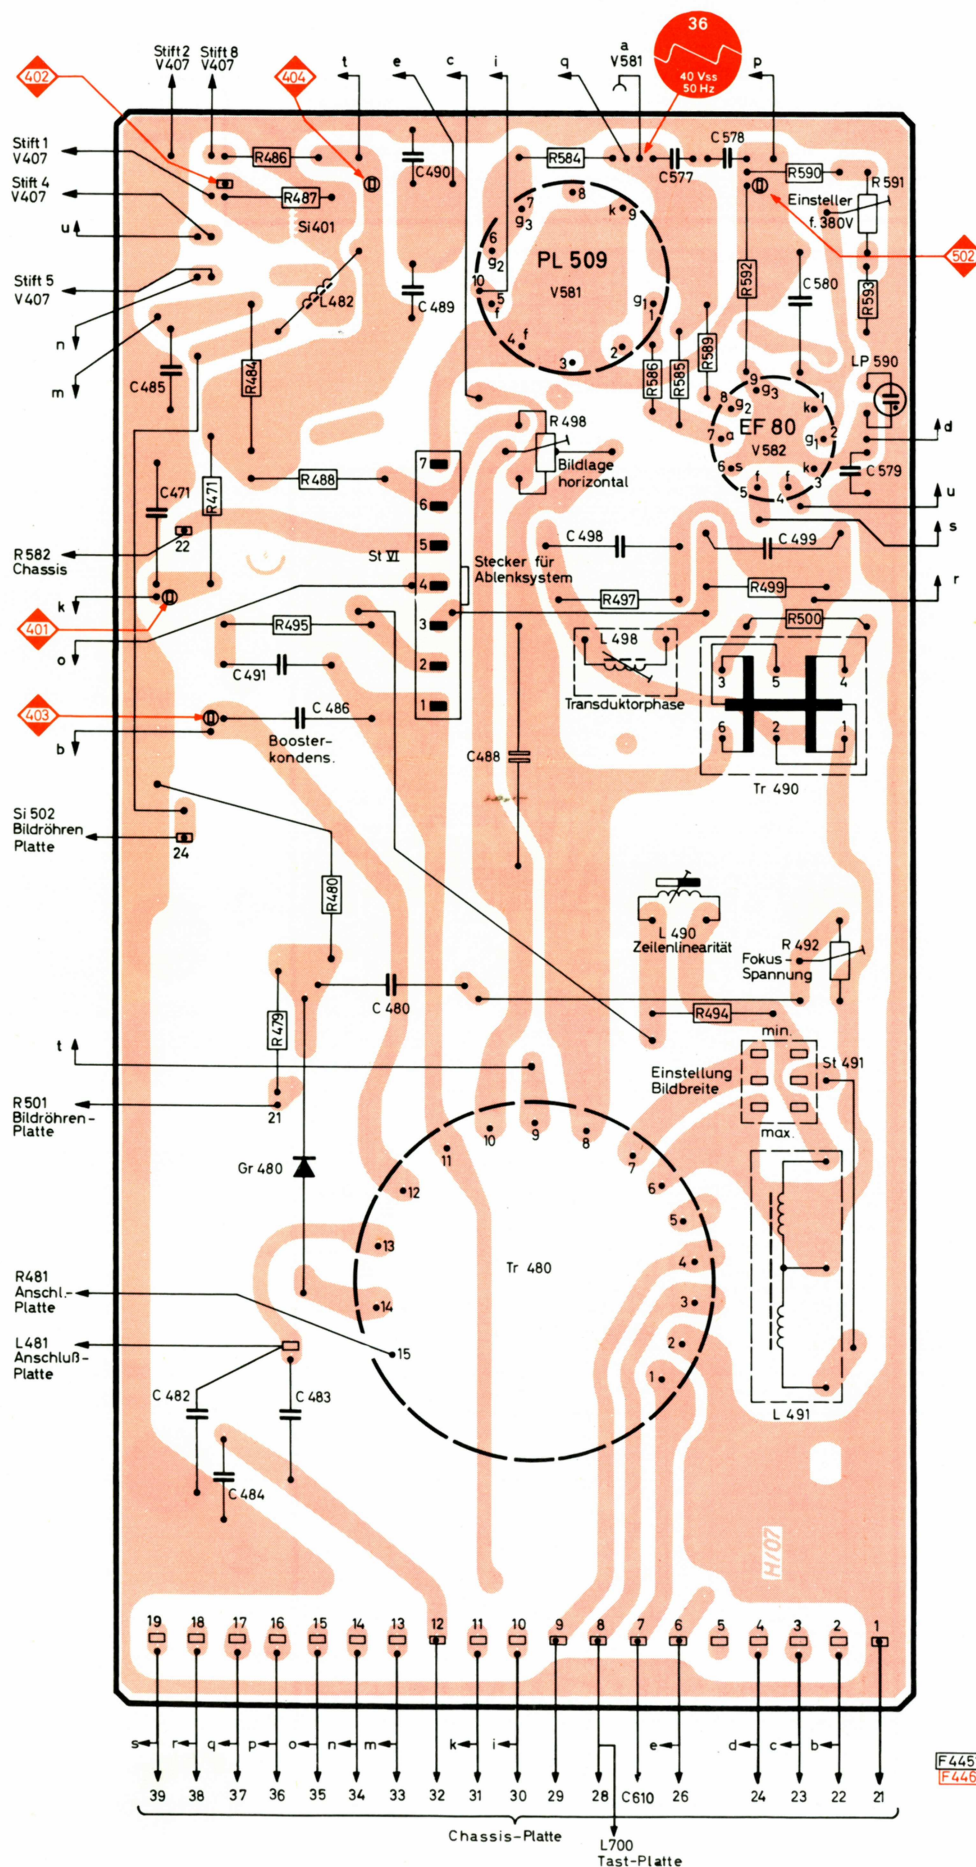 36
40 Vss
50 Hz
Stift 2
V407
Stift 8
V407
402
404
t
e
c
i
q
a
V581
p
Stift 1
V407
Stift 4
V407
u
Stift 5
V407
n
m
R486
R487
Si401
L482
C490
C489
R584
C577
C578
R590
R591
Einsteller
f. 380V
502
8
7
g3
k
9
6
g2
10
5
f
PL 509
V581
g1
1
4
f
3
2
R592
C580
R593
R589
R586
R585
LP 590
C485
R484
9
g3
8
g2
1
k
EF 80
V582
7
a
g1
2
6
s
k
3
f
f
5
4
C579
d
u
s
r
R 498
Bildlage
horizontal
7
6
5
4
3
2
1
St VI
Stecker für
Ablenksystem
C471
R471
R488
22
R582
Chassis
k
401
o
C 498
C 499
R497
R499
R500
R495
C 491
C 486
Booster-
kondens.
403
b
L 498
Transduktorphase
3
5
4
6
2
1
Tr 490
C488
Si 502
Bildröhren
Platte
24
R480
L 490
Zeilenlinearität
R 492
Fokus-
Spannung
R479
C 480
R494
t
min.
Einstellung
Bildbreite
St 491
max.
R501
Bildröhren-
Platte
21
Gr 480
12
11
10
9
8
7
6
5
4
3
2
1
13
14
15
Tr 480
R481
Anschl.-
Platte
L481
Anschluß-
Platte
C 482
C 483
C 484
L 491
H/07
19
18
17
16
15
14
13
12
11
10
9
8
7
6
5
4
3
2
1
s
r
q
p
o
n
m
k
i
e
d
c
b
39
38
37
36
35
34
33
32
31
30
29
28
C610
26
24
23
22
21
Chassis-Platte
L700
Tast-Platte
F445
F446